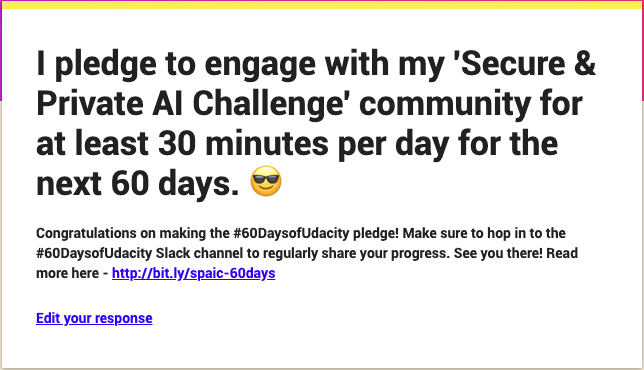 I pledge to engage with my 'Secure &
Private AI Challenge' community for
at least 30 minutes per day for the
next 60 days. 😎
Congratulations on making the #60DaysofUdacity pledge! Make sure to hop in to the
#60DaysofUdacity Slack channel to regularly share your progress. See you there! Read
more here - http://bit.ly/spaic-60days
Edit your response